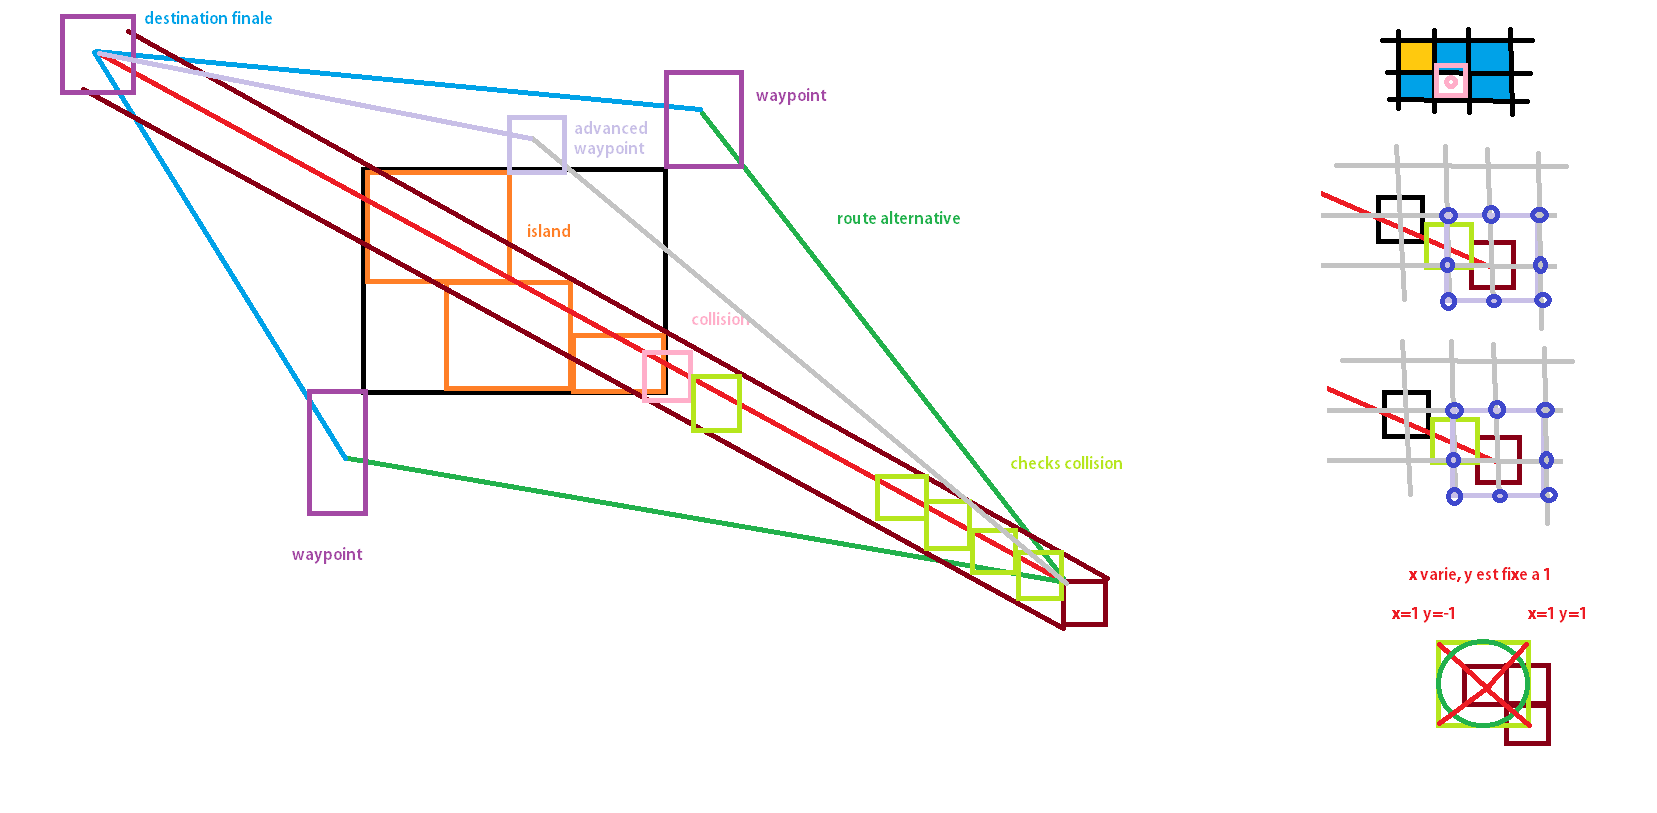 destination finale
waypoint
advanced
waypoint
route alternative
island
collision
checks collision
waypoint
x varie, y est fixe a 1
x=1 y=-1
x=1 y=1